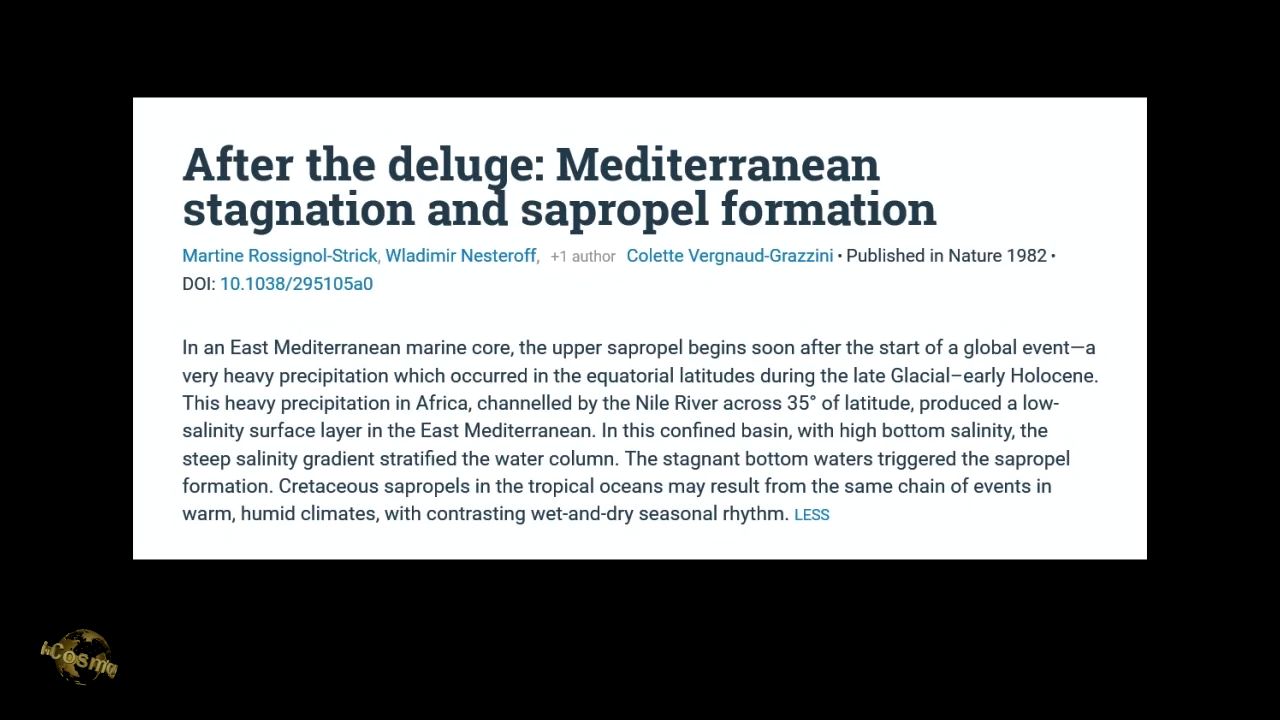 After the deluge: Mediterranean
stagnation and sapropel formation
Martine Rossignol-Strick, Wladimir Nesteroff, +1 author Colette Vergnaud-Grazzini · Published in Nature 1982 ·
DOI: 10.1038/295105a0
In an East Mediterranean marine core, the upper sapropel begins soon after the start of a global event—a
very heavy precipitation which occurred in the equatorial latitudes during the late Glacial–early Holocene.
This heavy precipitation in Africa, channelled by the Nile River across 35° of latitude, produced a low-
salinity surface layer in the East Mediterranean. In this confined basin, with high bottom salinity, the
steep salinity gradient stratified the water column. The stagnant bottom waters triggered the sapropel
formation. Cretaceous sapropels in the tropical oceans may result from the same chain of events in
warm, humid climates, with contrasting wet-and-dry seasonal rhythm. LESS